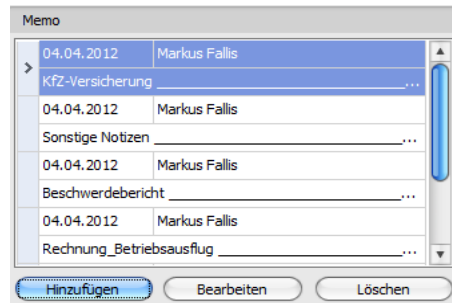 Memo
04.04.2012 Markus Fallis
KfZ-Versicherung ...
04.04.2012 Markus Fallis
Sonstige Notizen ...
04.04.2012 Markus Fallis
Beschwerdebericht ...
04.04.2012 Markus Fallis
Rechnung_Betriebsausflug ...
Hinzufügen Bearbeiten Löschen